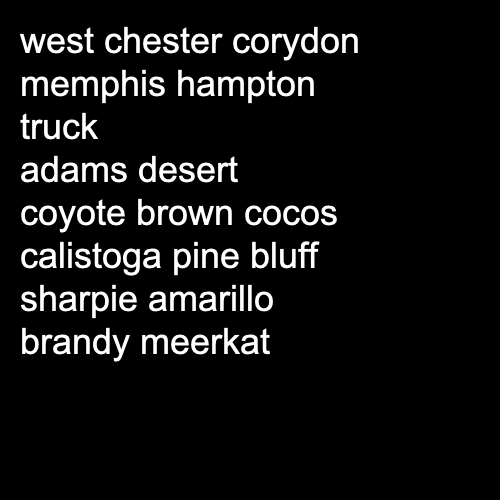 west chester corydon
memphis hampton
truck
adams desert
coyote brown cocos
calistoga pine bluff
sharpie amarillo
brandy meerkat